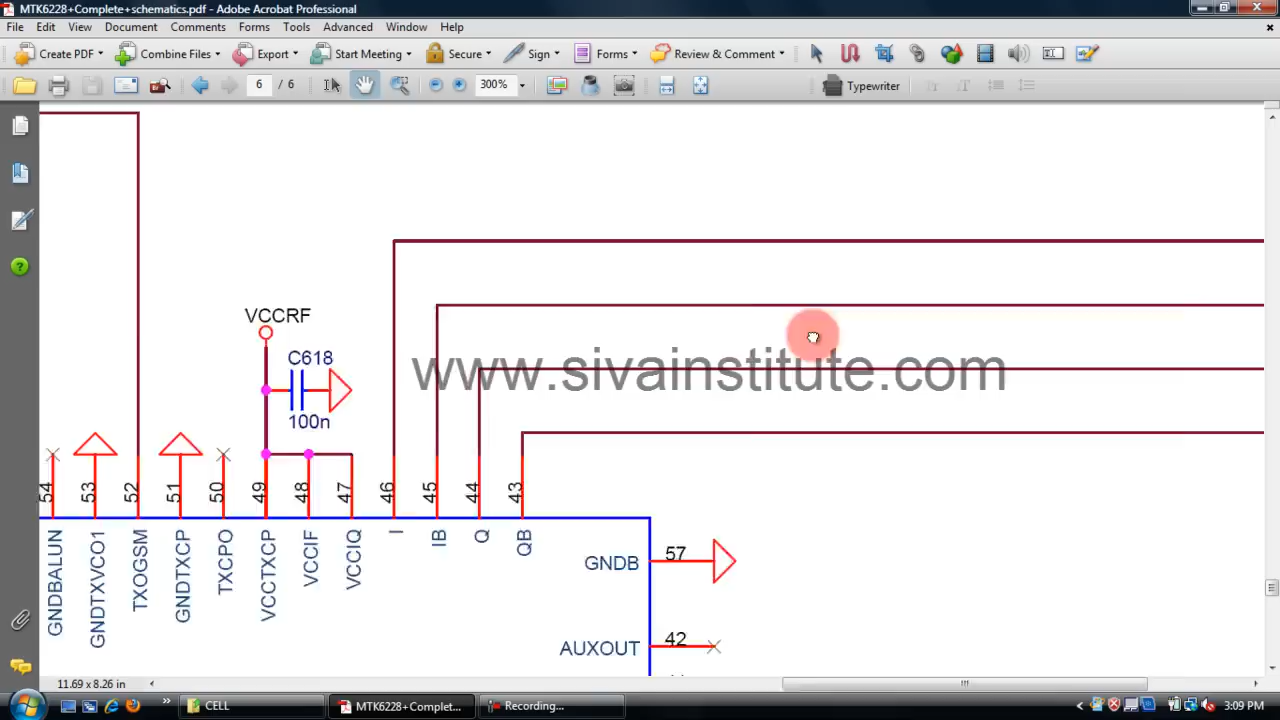 MTK6228+Complete+schematics.pdf - Adobe Acrobat Professional
File Edit View Document Comments Forms Tools Advanced Window Help
Create PDF Combine Files Export Start Meeting Secure Sign Forms Review & Comment
6 / 6 300% Typewriter
VCCRF
C618
100n
www.sivainstitute.com
54 53 52 51 50 49 48 47 46 45 44 43
GNDBALUN GNDTXVCO1 TXOGSM GNDTXCP TXCPO VCCTXCP VCCIF VCCIQ I IB Q QB
GNDB 57
AUXOUT 42
11.69 x 8.26 in
CELL MTK6228+Complet... Recording... 3:09 PM